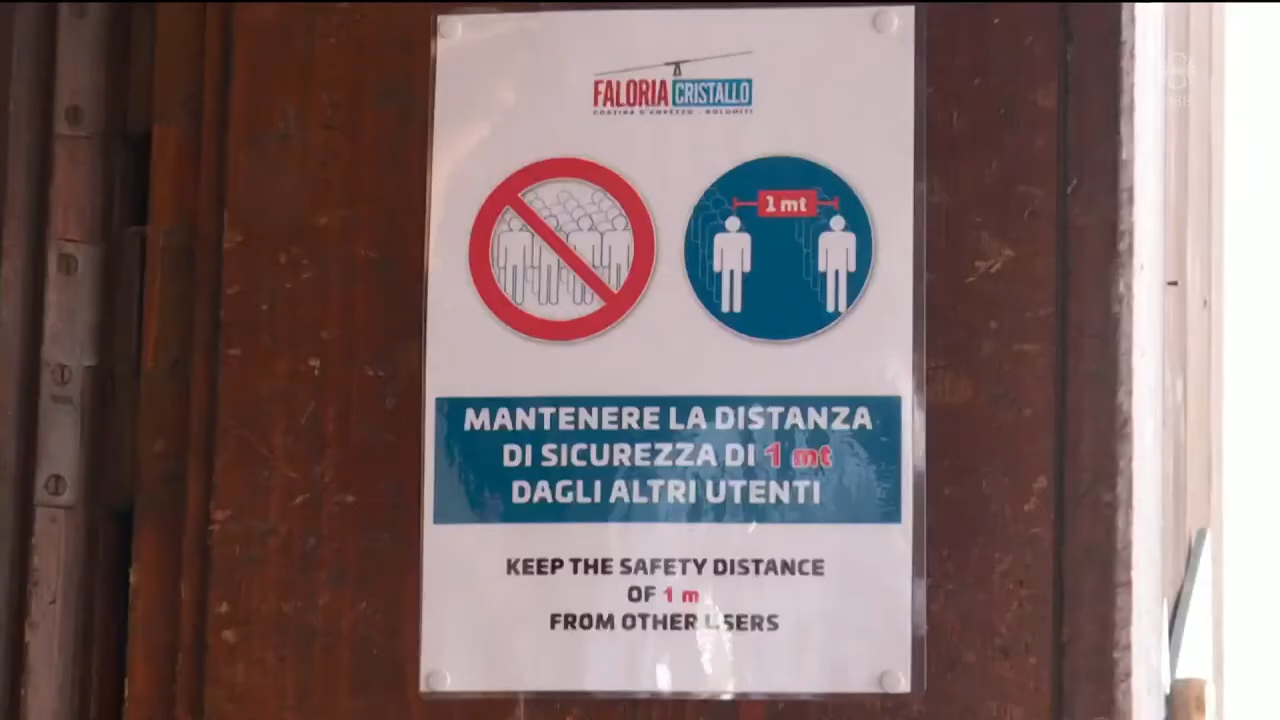 FALORIA CRISTALLO
CORTINA D'AMPEZZO - DOLOMITI
1 mt
MANTENERE LA DISTANZA
DI SICUREZZA DI 1 mt
DAGLI ALTRI UTENTI
KEEP THE SAFETY DISTANCE
OF 1 m
FROM OTHER USERS